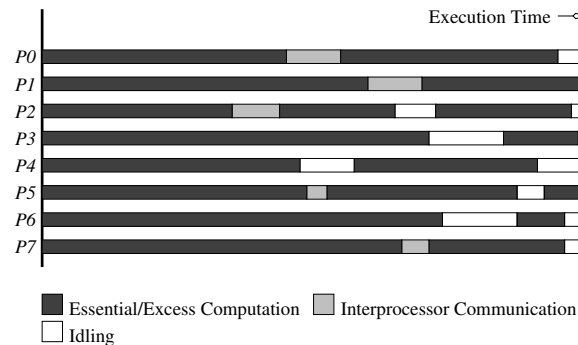 Execution Time
P0
P1
P2
P3
P4
P5
P6
P7
Essential/Excess Computation
Interprocessor Communication
Idling